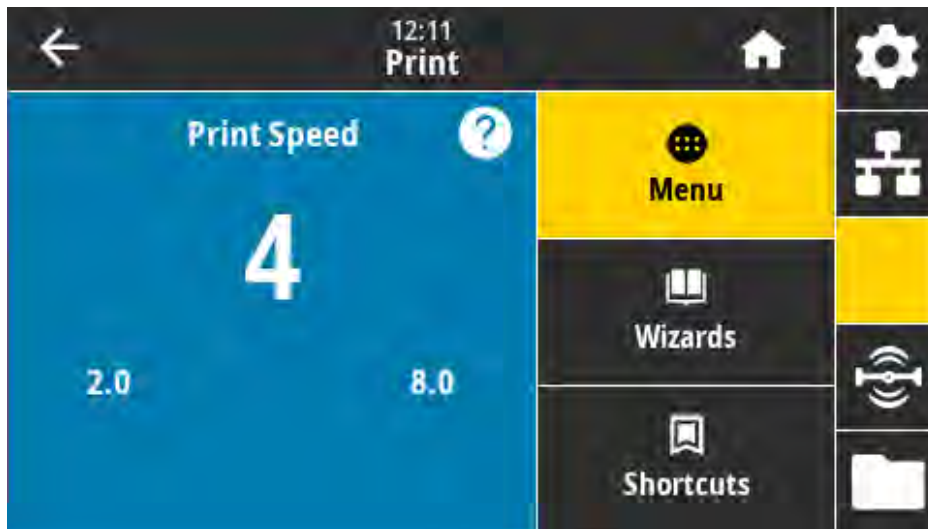 12:11
Print
Print Speed
?
4
2.0
8.0
Menu
Wizards
Shortcuts